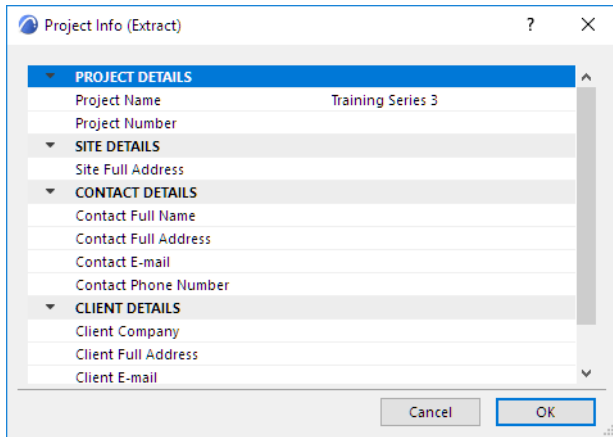 Project Info (Extract)
?
PROJECT DETAILS
Project Name Training Series 3
Project Number
SITE DETAILS
Site Full Address
CONTACT DETAILS
Contact Full Name
Contact Full Address
Contact E-mail
Contact Phone Number
CLIENT DETAILS
Client Company
Client Full Address
Client E-mail
Cancel OK